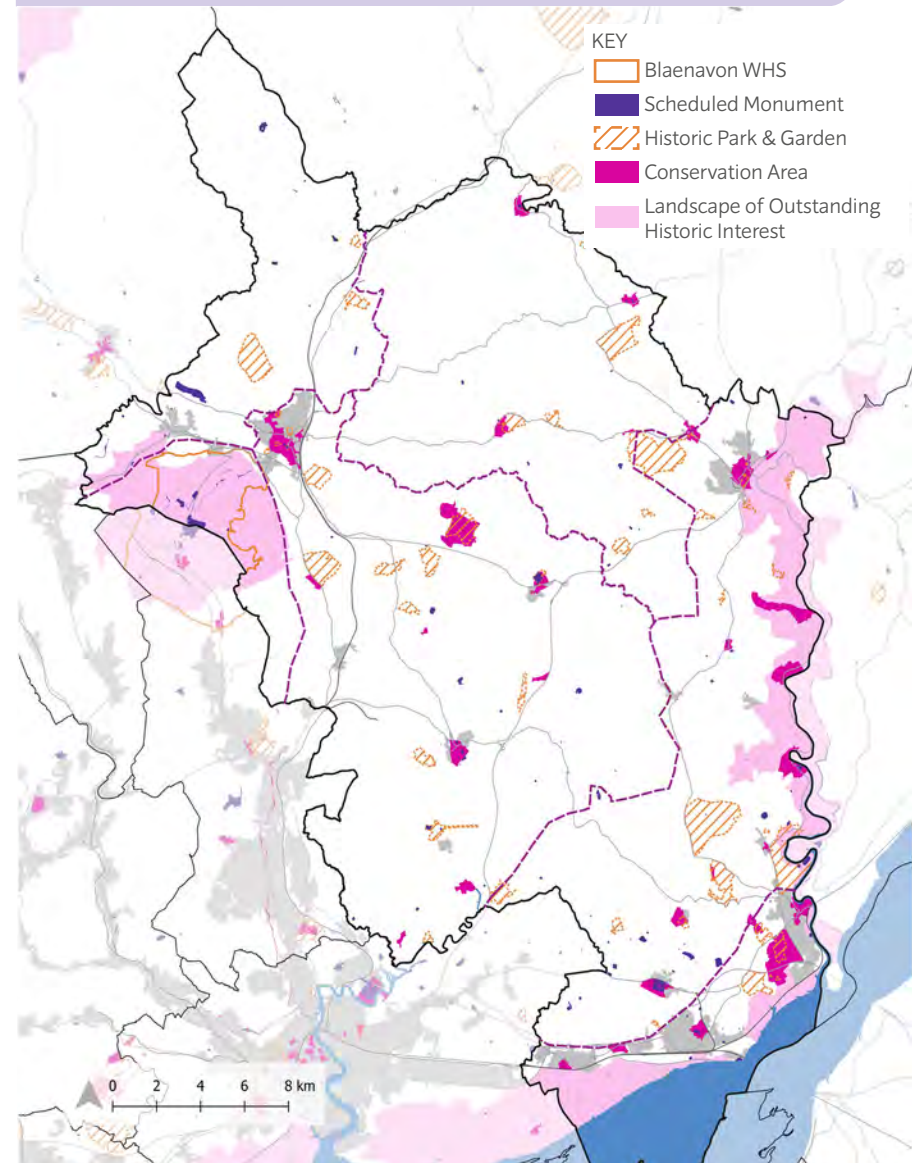 KEY
Blaenavon WHS
Scheduled Monument
Historic Park & Garden
Conservation Area
Landscape of Outstanding
Historic Interest
0 2 4 6 8 km